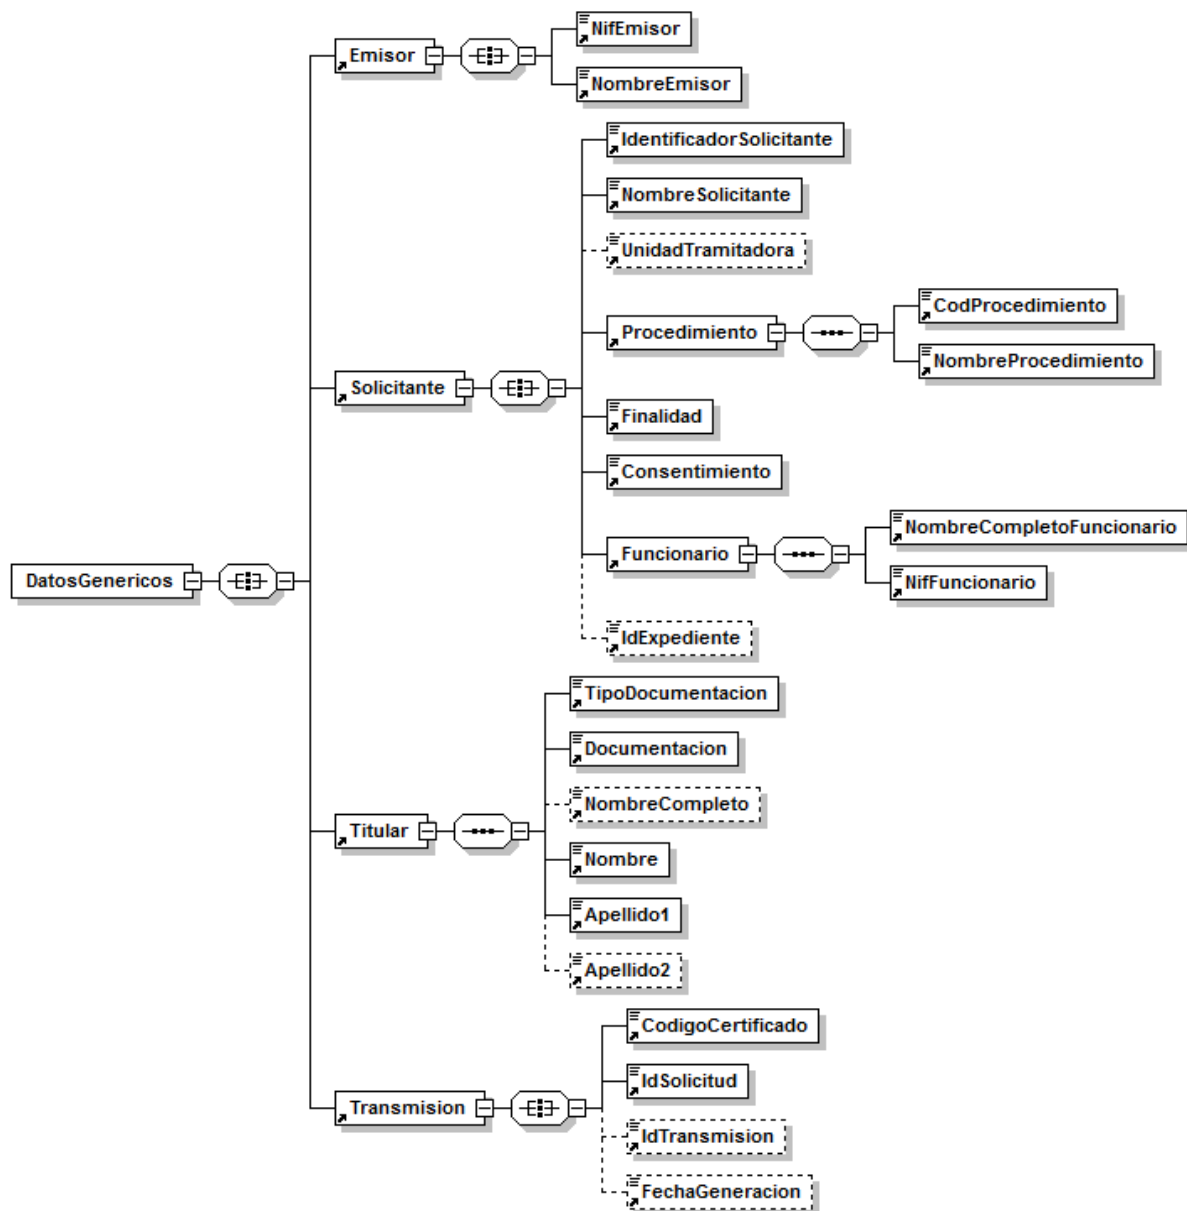 NifEmisor
Emisor
NombreEmisor
IdentificadorSolicitante
NombreSolicitante
UnidadTramitadora
CodProcedimiento
Procedimiento
NombreProcedimiento
Solicitante
Finalidad
Consentimiento
NombreCompletoFuncionario
Funcionario
NifFuncionario
DatosGenericos
IdExpediente
TipoDocumentacion
Documentacion
NombreCompleto
Titular
Nombre
Apellido1
Apellido2
CodigoCertificado
IdSolicitud
Transmision
IdTransmision
FechaGeneracion